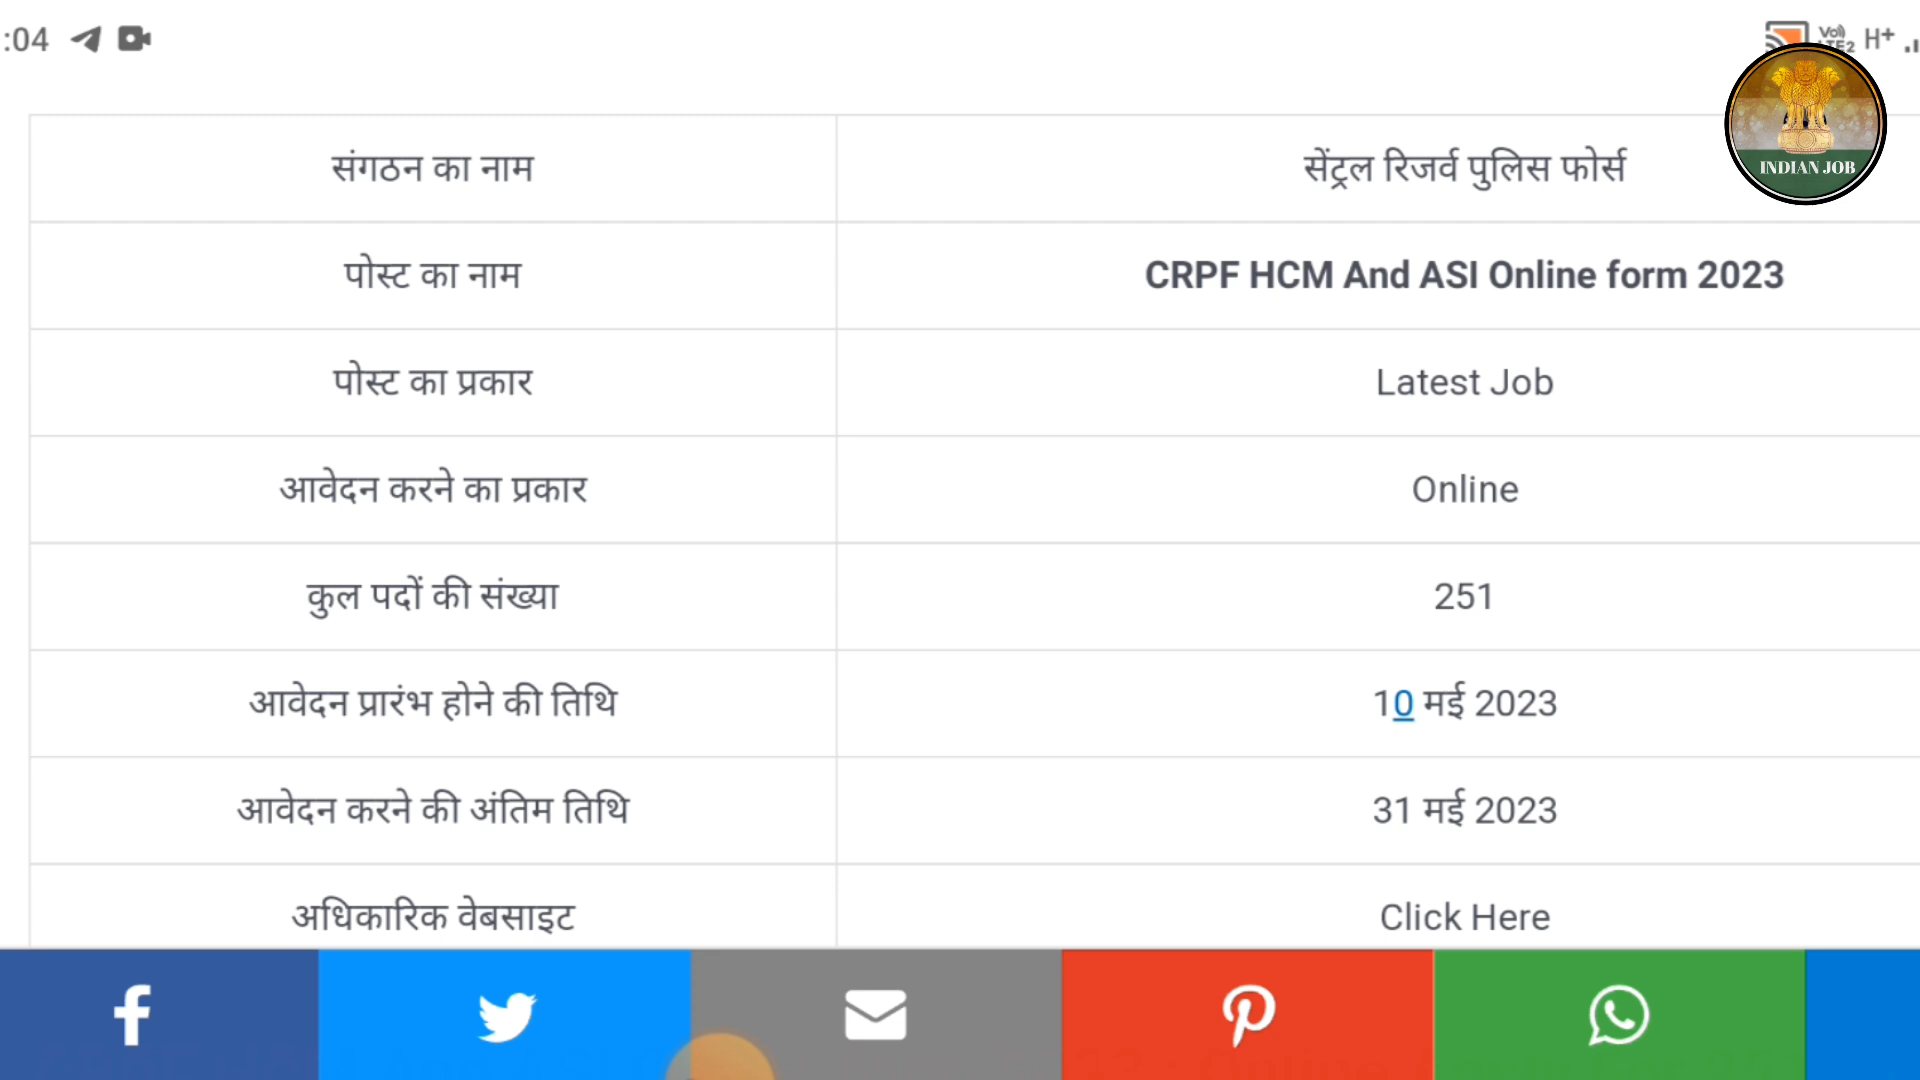 :04
Vo)) LTE2 H+
INDIAN JOB
संगठन का नाम सेंट्रल रिजर्व पुलिस फोर्स
पोस्ट का नाम CRPF HCM And ASI Online form 2023
पोस्ट का प्रकार Latest Job
आवेदन करने का प्रकार Online
कुल पदों की संख्या 251
आवेदन प्रारंभ होने की तिथि 10 मई 2023
आवेदन करने की अंतिम तिथि 31 मई 2023
अधिकारिक वेबसाइट Click Here